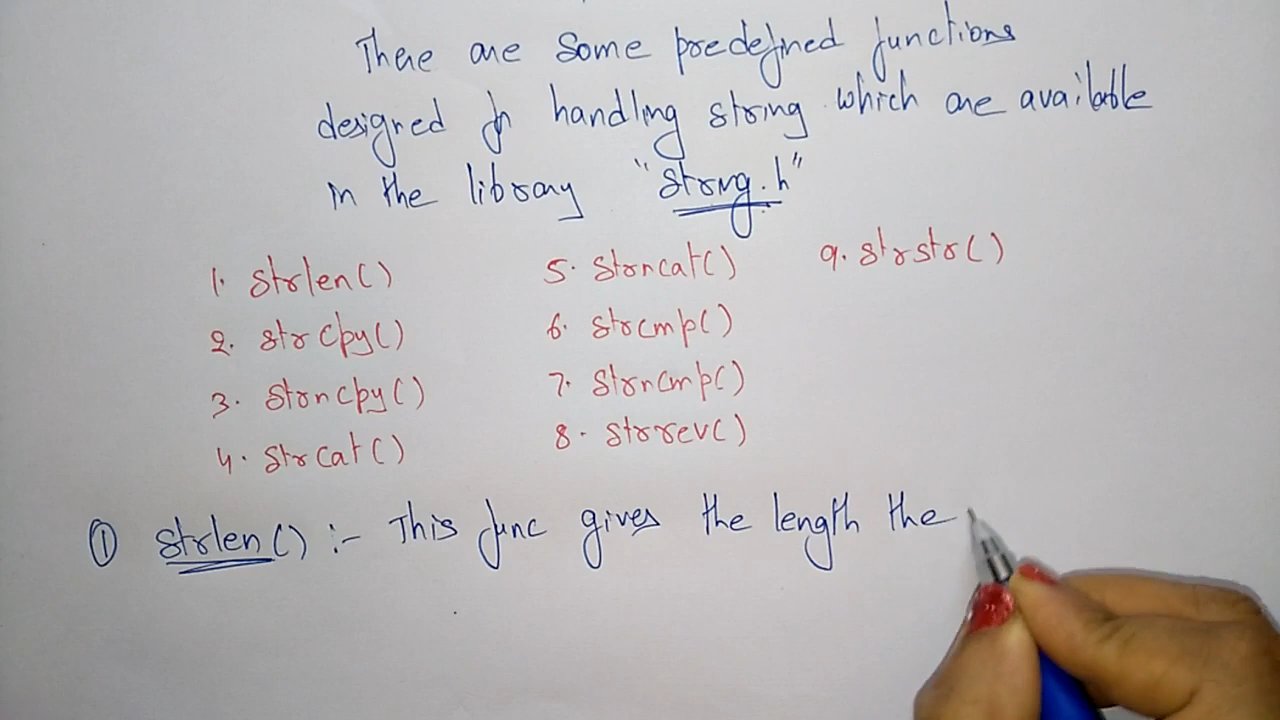 There are some predefined functions
designed for handling string which are available
in the library "string.h"
1. strlen()
2. strcpy()
3. strncpy()
4. strcat()
5. strncat()
6. strcmp()
7. strncmp()
8. strrev()
9. strstr()
① strlen() :- This func gives the length the